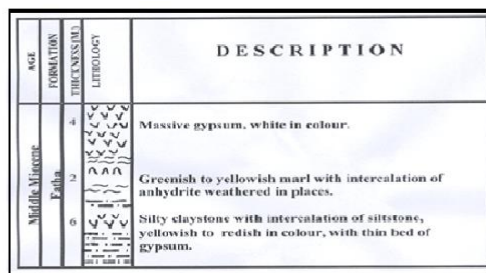 AGE
FORMATION
THICKNESS (M)
LITHOLOGY
DESCRIPTION
Middle Miocene
Fatha
4
Massive gypsum, white in colour.
2
Greenish to yellowish marl with intercalation of
anhydrite weathered in places.
6
Silty claystone with intercalation of siltstone,
yellowish to redish in colour, with thin bed of
gypsum.